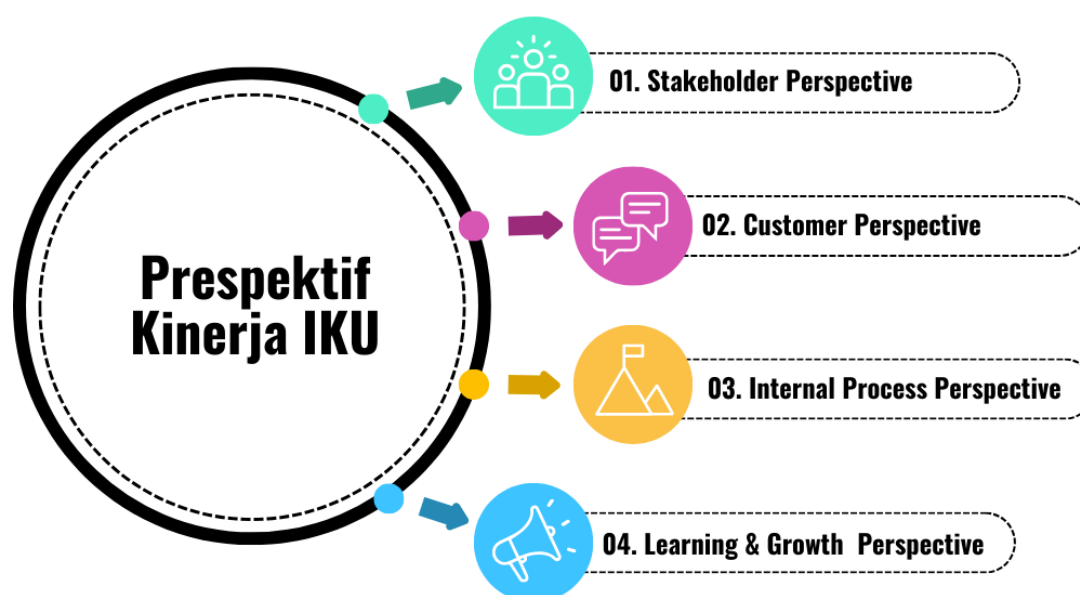 Prespektif
Kinerja IKU
01. Stakeholder Perspective
02. Customer Perspective
03. Internal Process Perspective
04. Learning & Growth Perspective